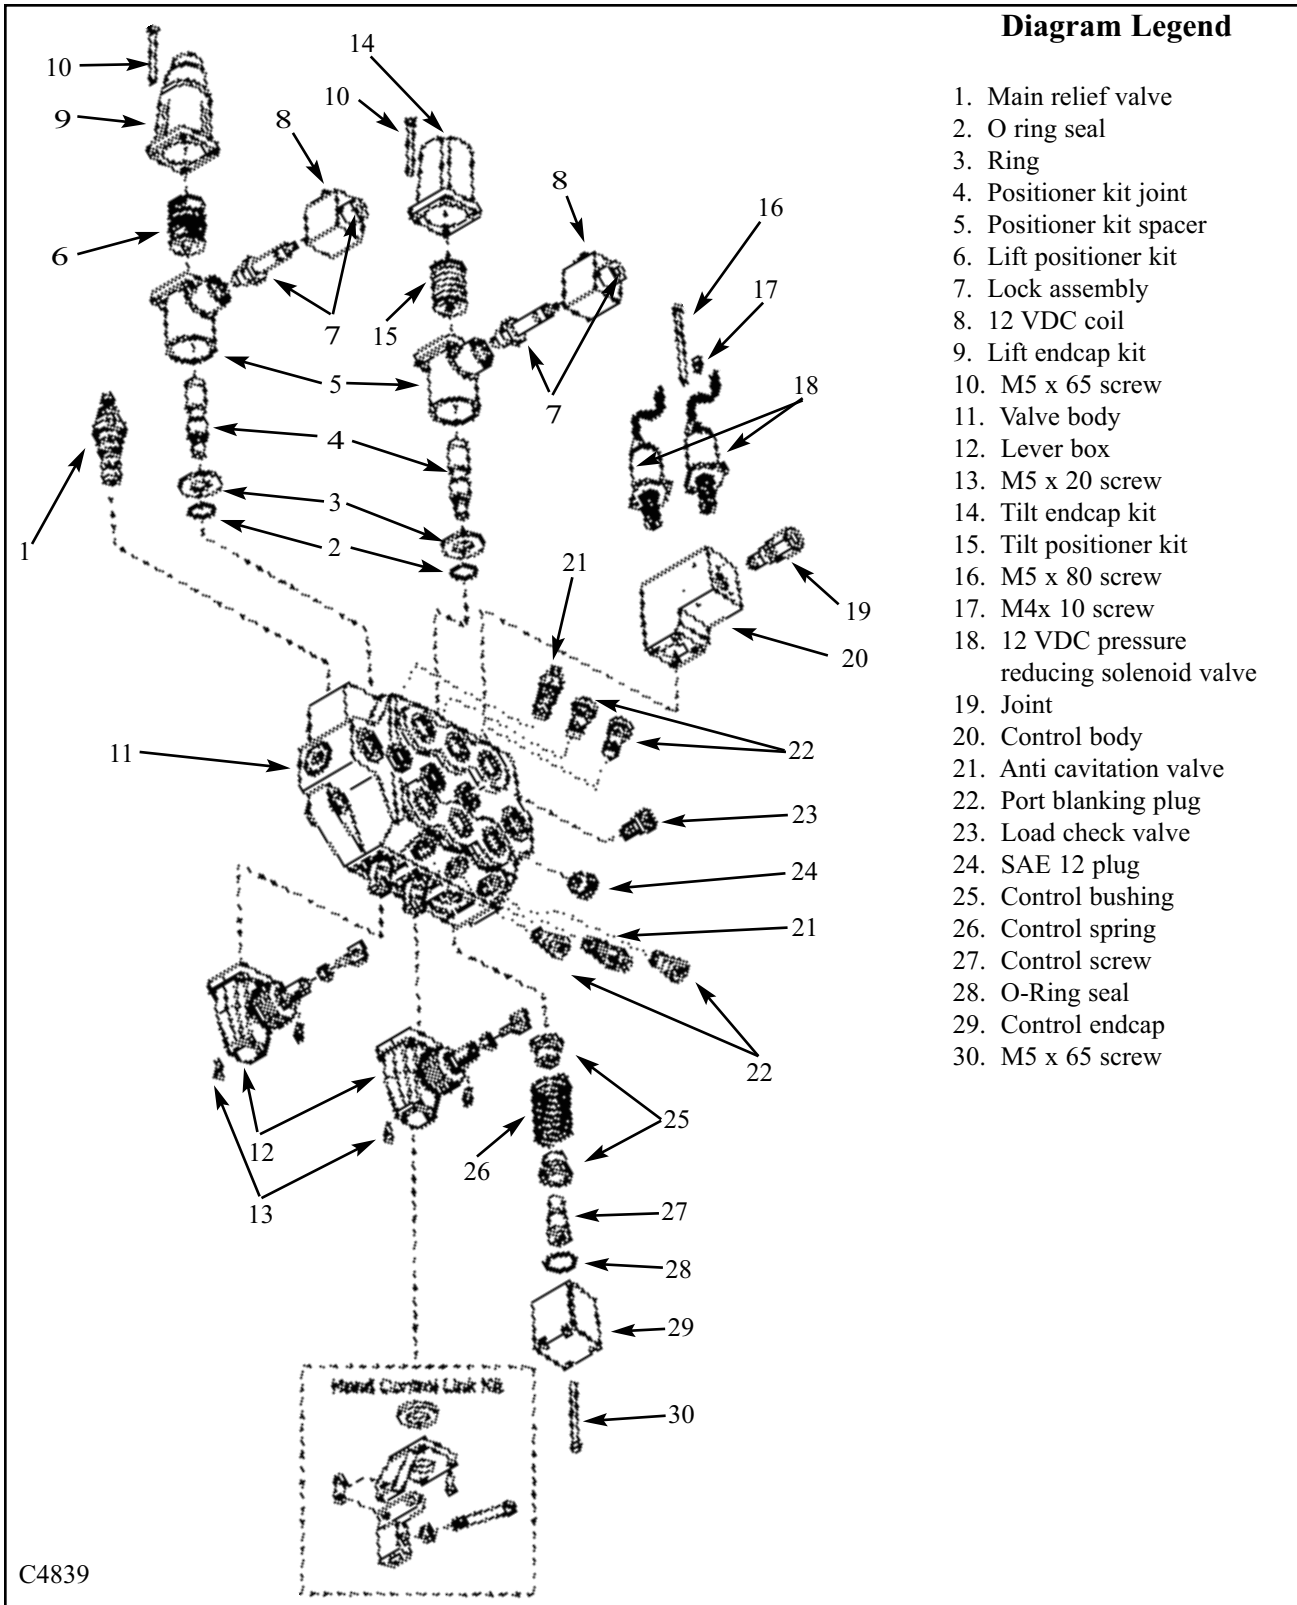 Diagram Legend
1. Main relief valve
2. O ring seal
3. Ring
4. Positioner kit joint
5. Positioner kit spacer
6. Lift positioner kit
7. Lock assembly
8. 12 VDC coil
9. Lift endcap kit
10. M5 x 65 screw
11. Valve body
12. Lever box
13. M5 x 20 screw
14. Tilt endcap kit
15. Tilt positioner kit
16. M5 x 80 screw
17. M4x 10 screw
18. 12 VDC pressure
reducing solenoid valve
19. Joint
20. Control body
21. Anti cavitation valve
22. Port blanking plug
23. Load check valve
24. SAE 12 plug
25. Control bushing
26. Control spring
27. Control screw
28. O-Ring seal
29. Control endcap
30. M5 x 65 screw
10
14
10
9
8
8
16
6
17
7
15
5
18
7
4
3
1
2
21
19
20
11
22
23
24
21
22
25
12
26
13
27
28
29
30
Hand Control Link Kit
C4839